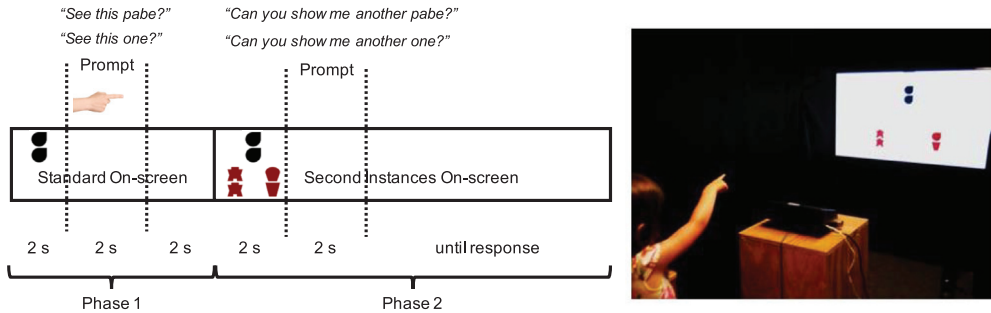 “See this pabe?” “Can you show me another pabe?”
“See this one?” “Can you show me another one?”
Prompt Prompt
Standard On-screen Second Instances On-screen
2 s 2 s 2 s 2 s 2 s until response
Phase 1 Phase 2